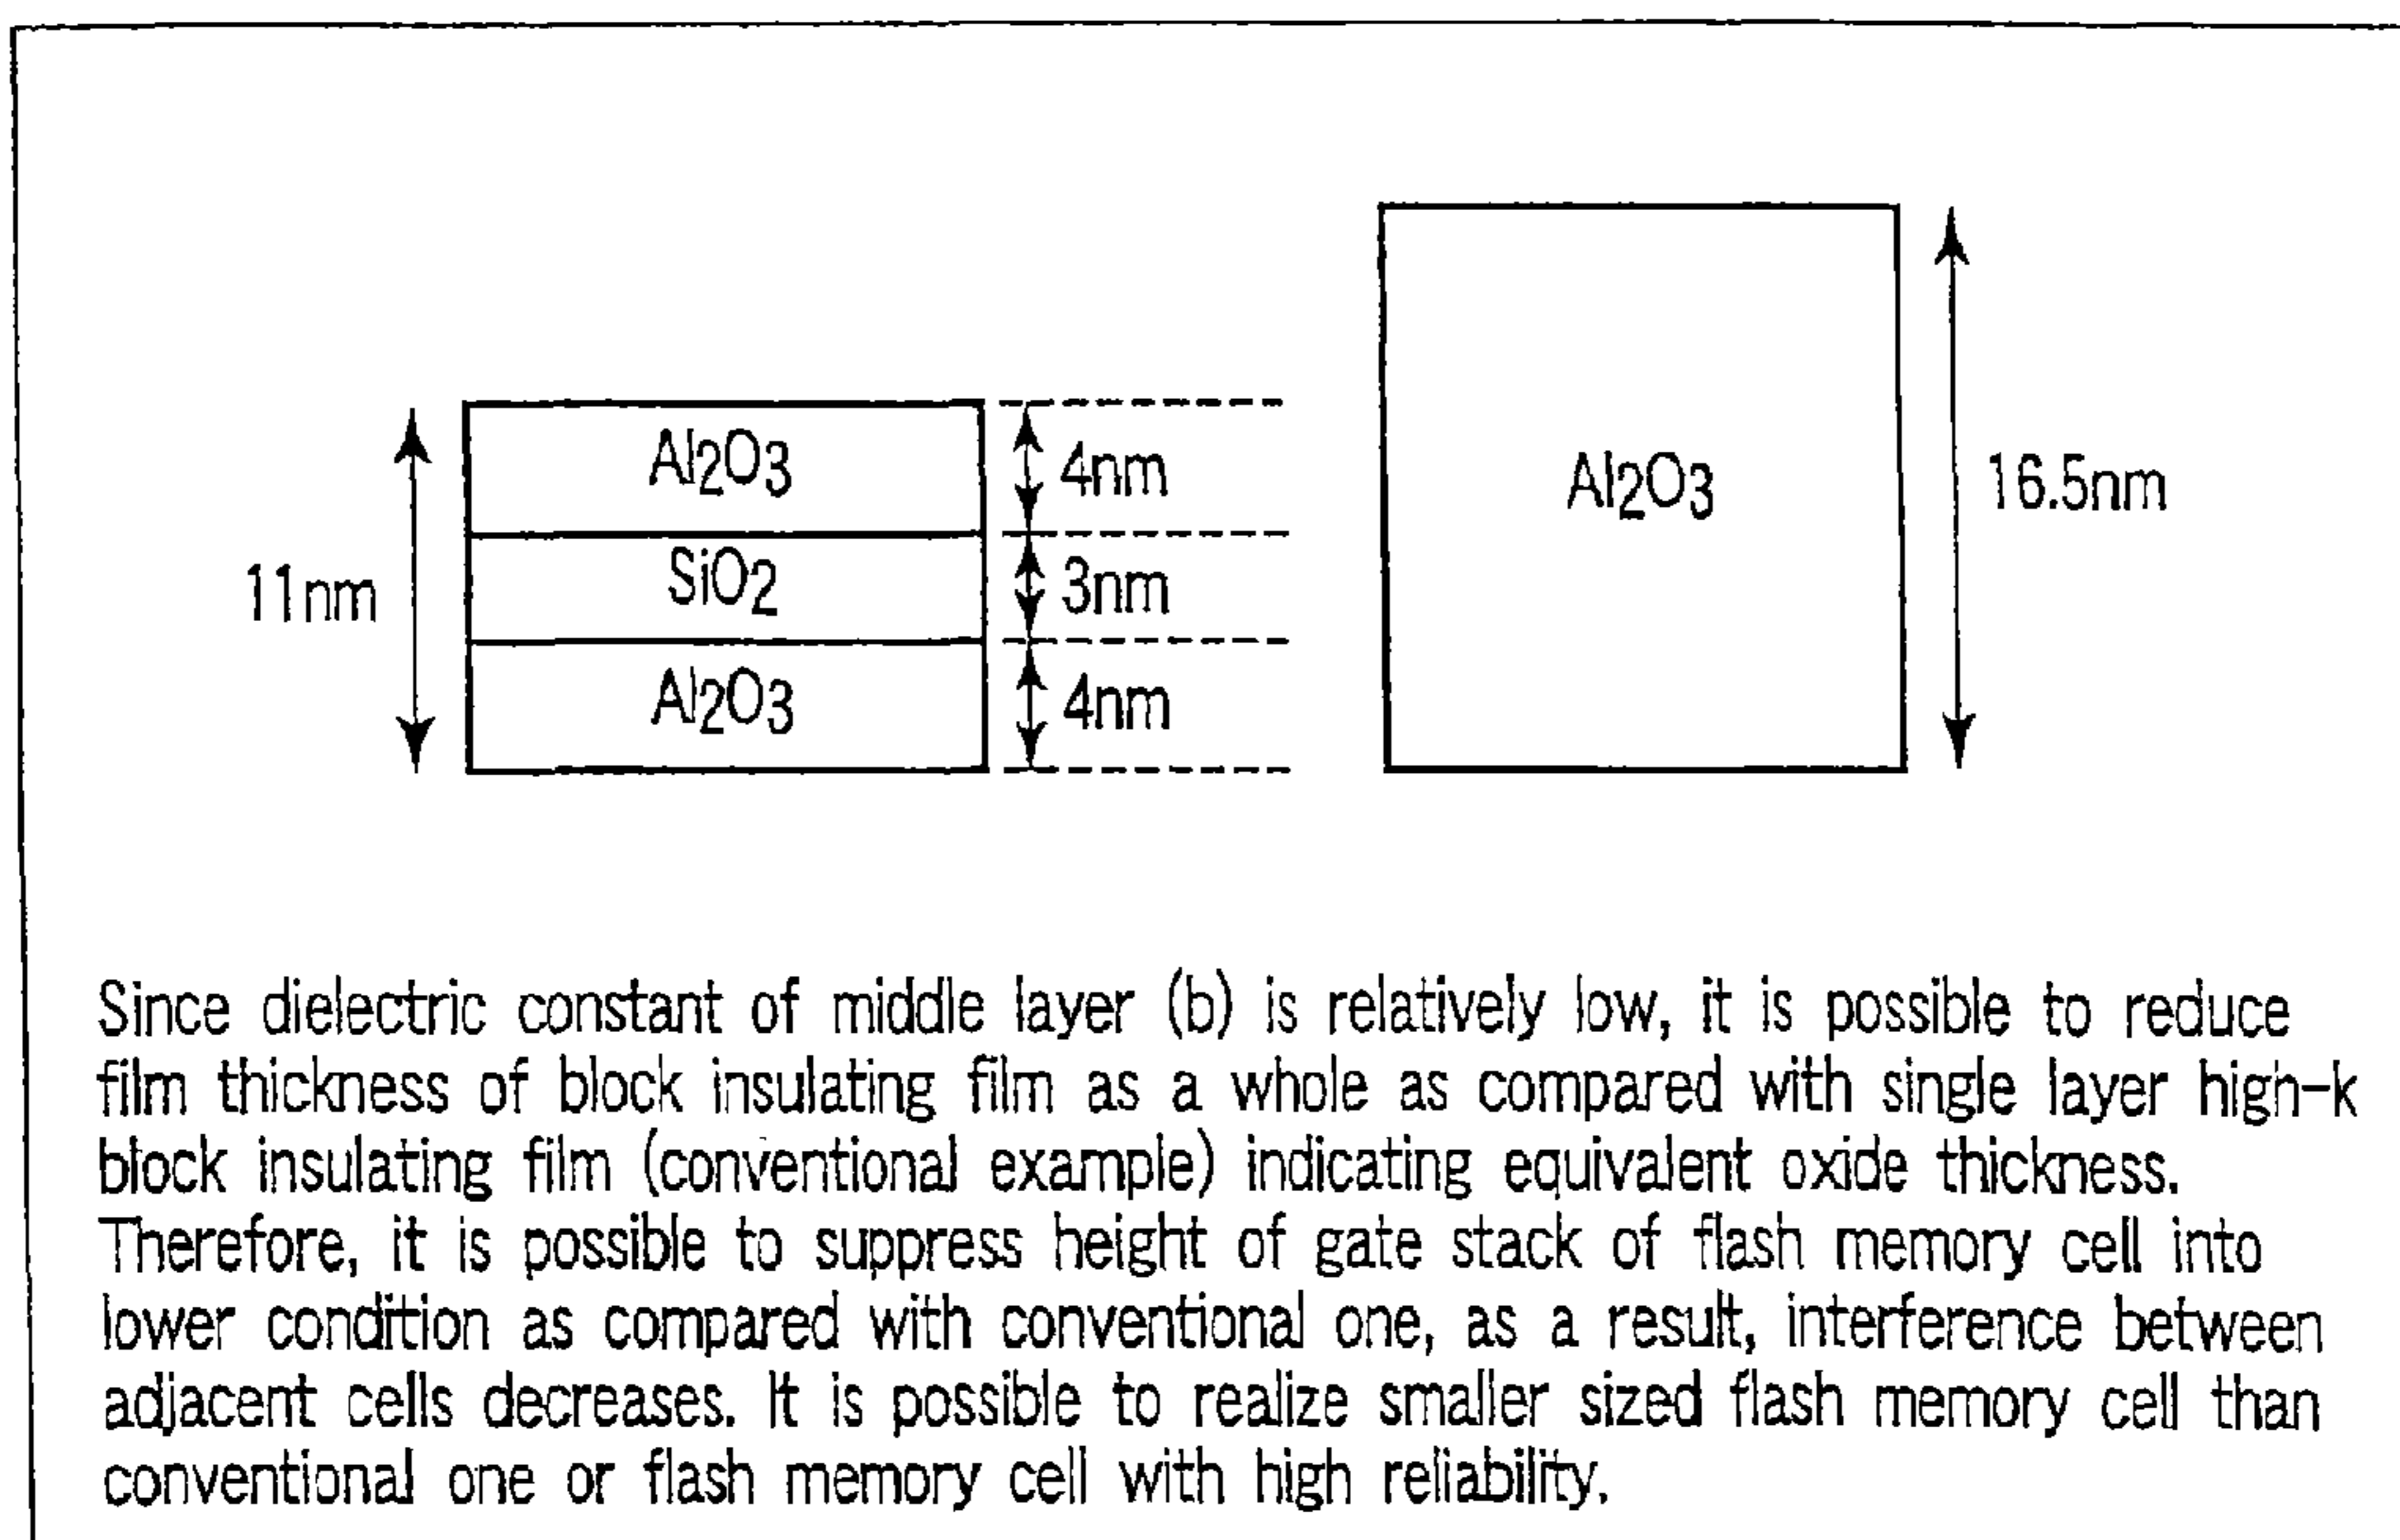 Al2O3
4nm
SiO2
3nm
11nm
Al2O3
4nm
Al2O3
16.5nm
Since dielectric constant of middle layer (b) is relatively low, it is possible to reduce
film thickness of block insulating film as a whole as compared with single layer high-k
block insulating film (conventional example) indicating equivalent oxide thickness.
Therefore, it is possible to suppress height of gate stack of flash memory cell into
lower condition as compared with conventional one, as a result, interference between
adjacent cells decreases. It is possible to realize smaller sized flash memory cell than
conventional one or flash memory cell with high reliability.